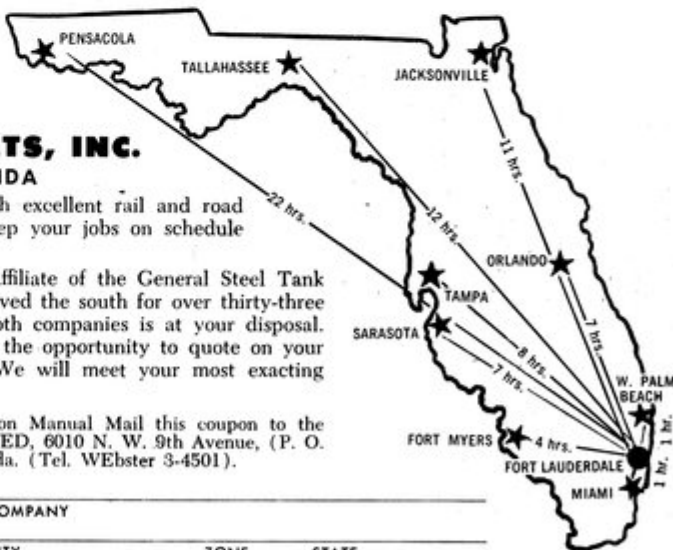 TS, INC.
IDA
h excellent rail and road
ep your jobs on schedule
affiliate of the General Steel Tank
ved the south for over thirty-three
oth companies is at your disposal.
the opportunity to quote on your
We will meet your most exacting
on Manual Mail this coupon to the
ED, 6010 N. W. 9th Avenue, (P. O.
da. (Tel. WEbster 3-4501).
OMPANY
ZONE STATE
PENSACOLA
TALLAHASSEE
JACKSONVILLE
11 hrs.
22 hrs.
12 hrs.
ORLANDO
TAMPA
7 hrs.
SARASOTA
8 hrs.
7 hrs.
W. PALM
BEACH
FORT MYERS
4 hrs.
1 hr.
1 hr.
FORT LAUDERDALE
MIAMI